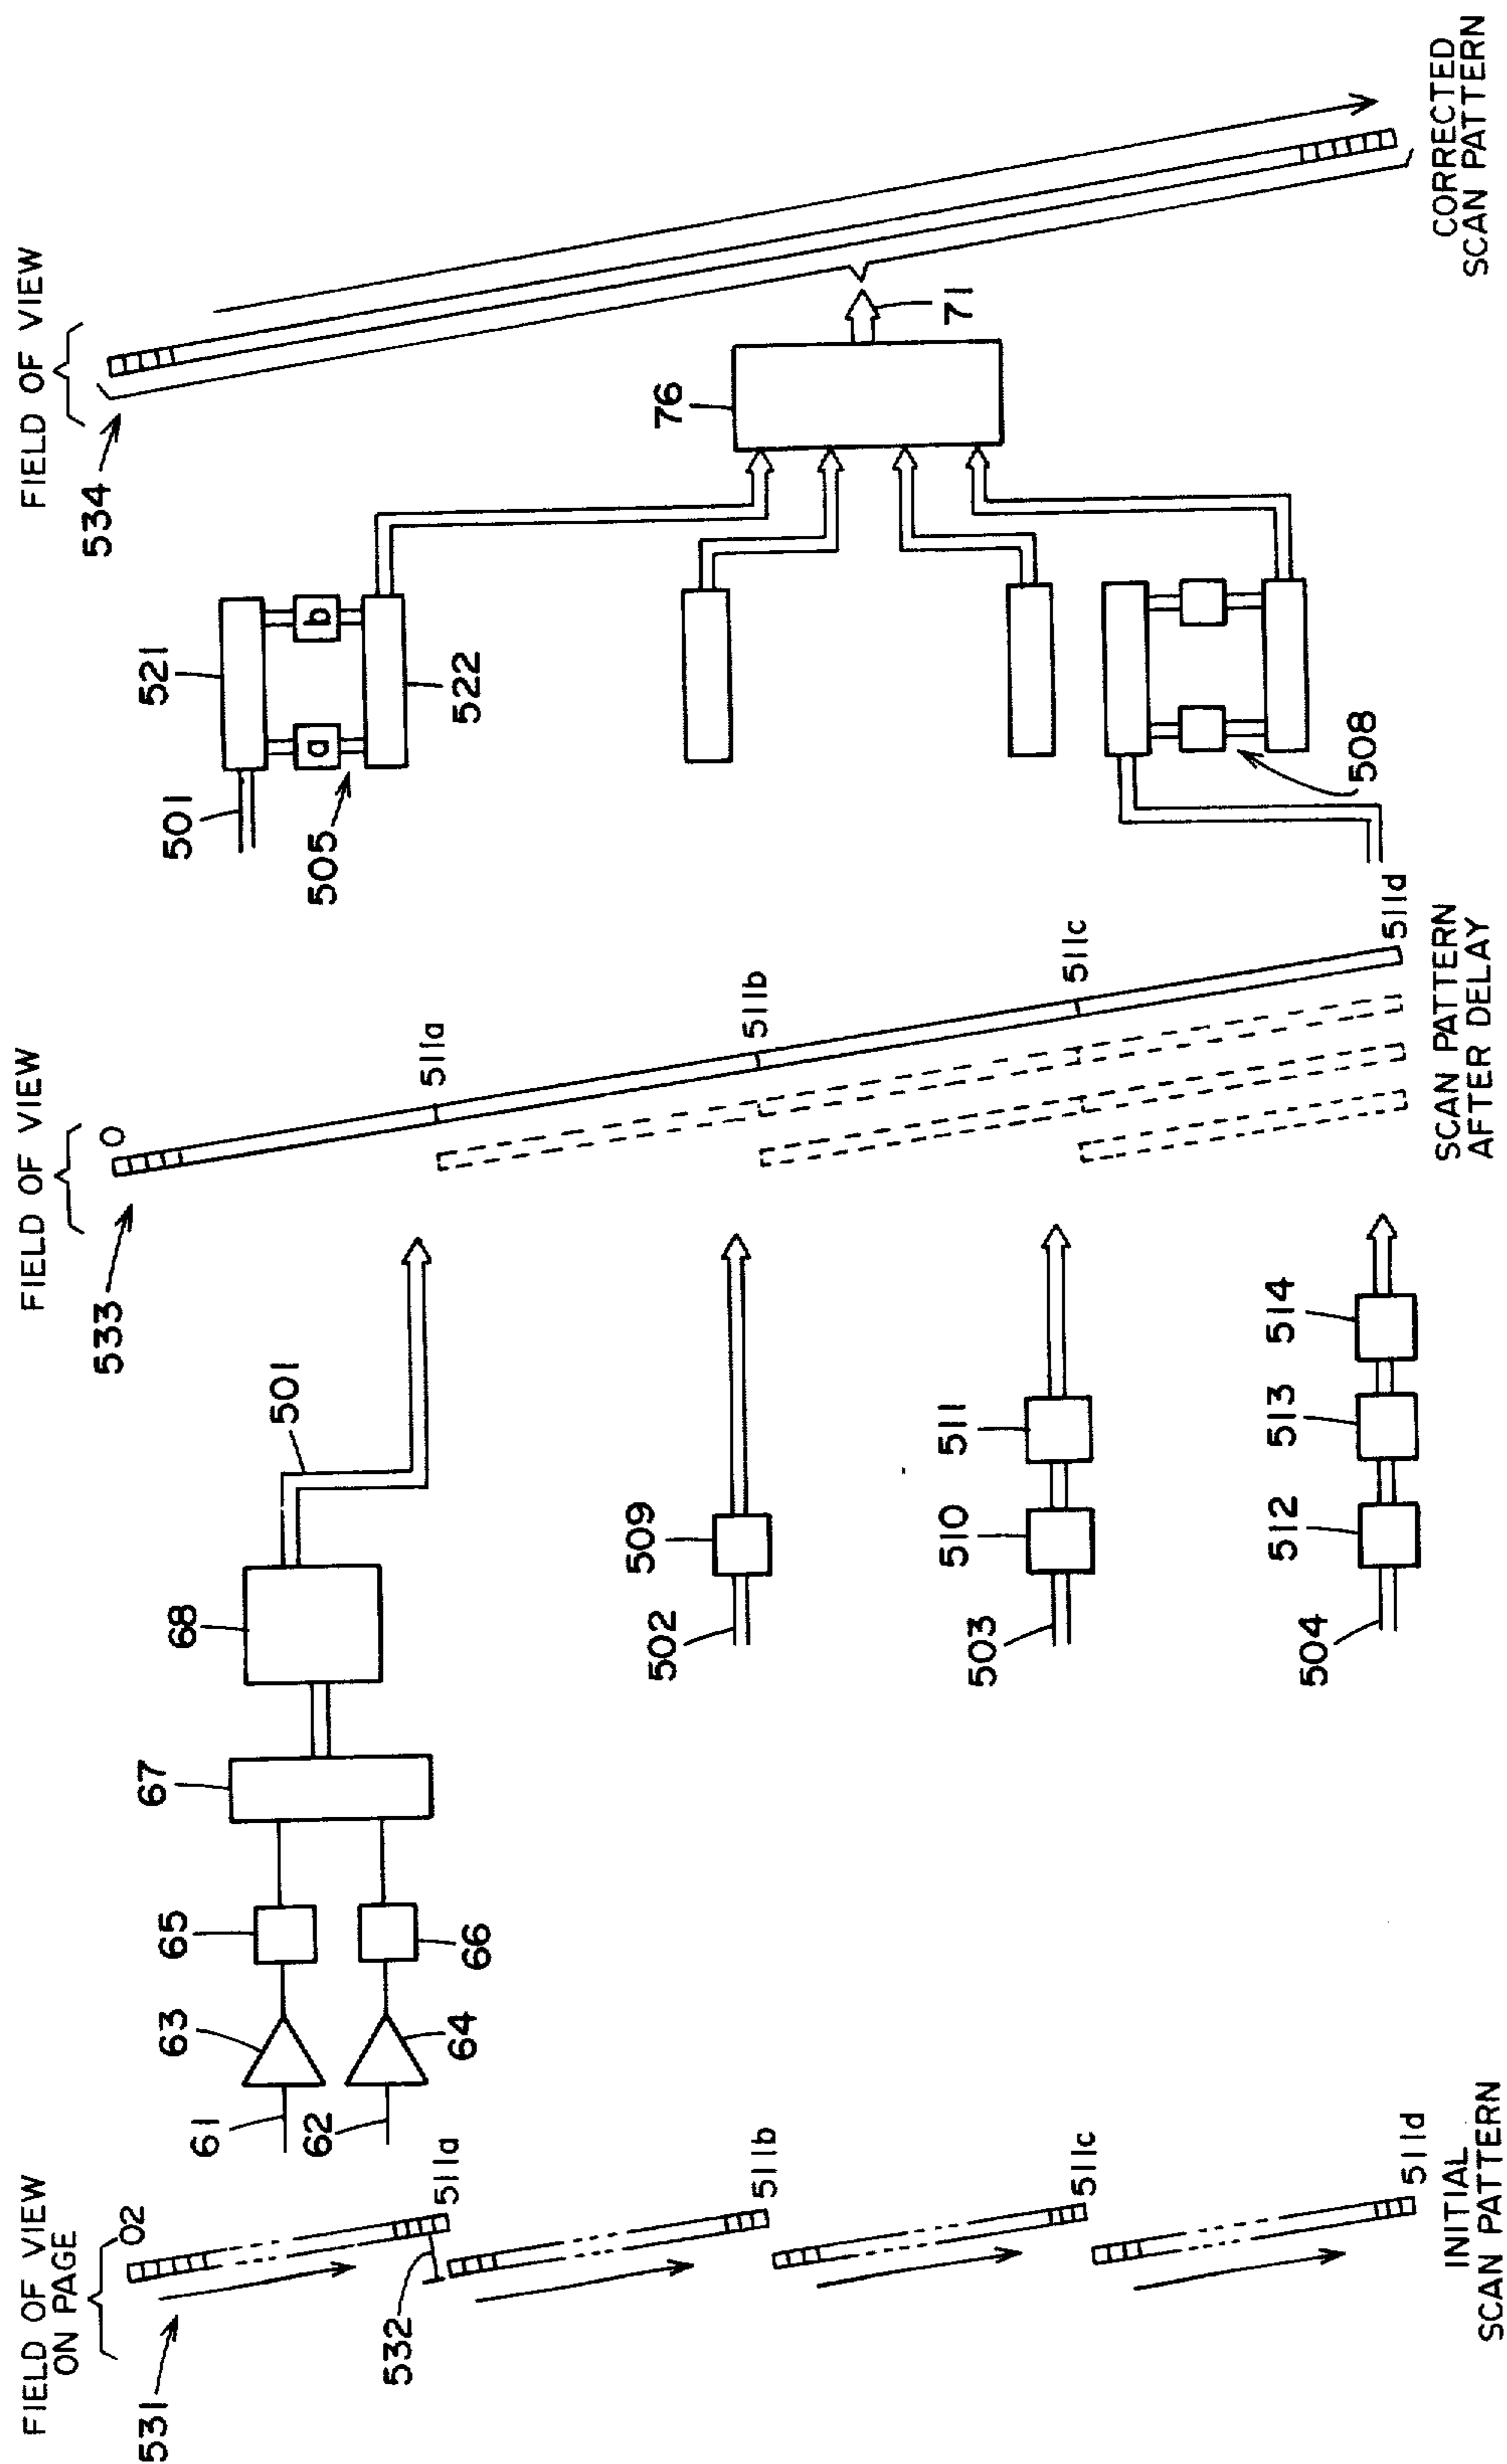 FIELD OF VIEW
ON PAGE
531
02
532
511a
511b
511c
511d
INITIAL
SCAN PATTERN
61
62
63
64
65
66
67
68
501
502
509
503
510
511
504
512
513
514
FIELD OF VIEW
533
0
511a
511b
511c
511d
SCAN PATTERN
AFTER DELAY
501
505
521
a
b
522
508
76
71
FIELD OF VIEW
534
CORRECTED
SCAN PATTERN